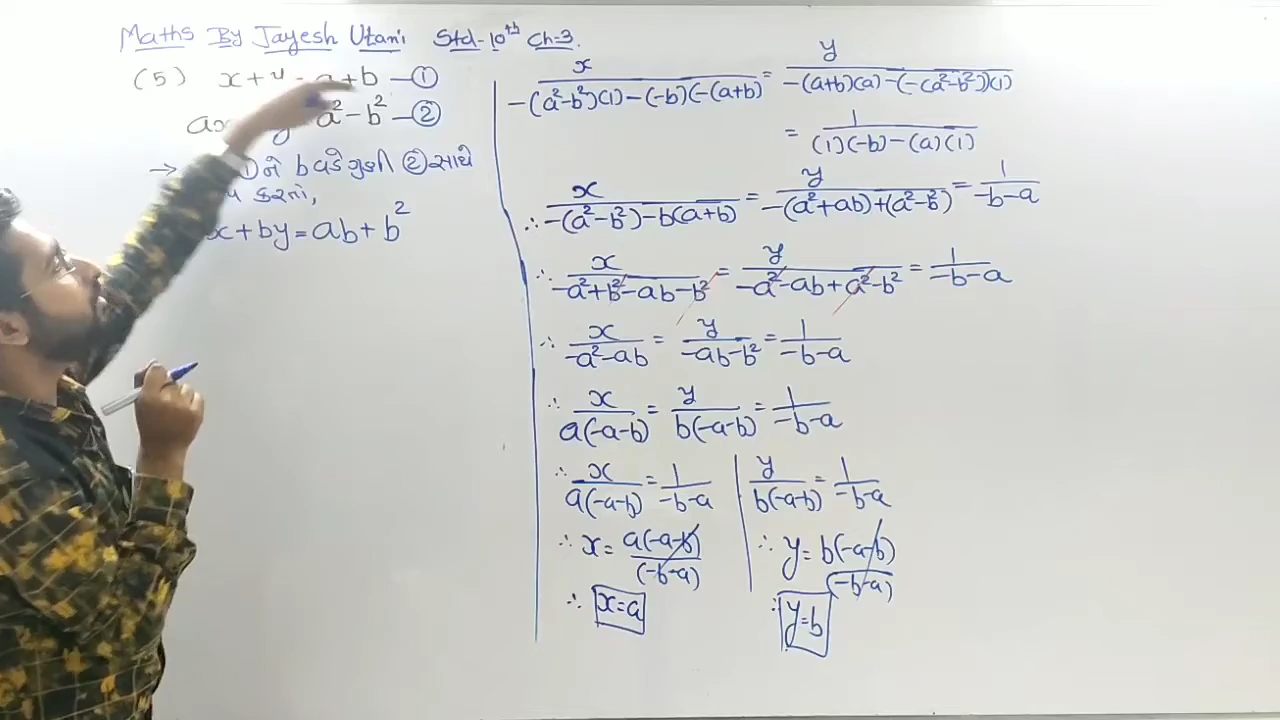 Maths By Jayesh Utani Std-10th Ch-3.
(5) x + y = a + b —①
ax y a² - b² —②
→ ને b વડે ગુણી ② સાથે
કરતાં,
x + by = ab + b²
x / (-(a²-b²)(1) - (-b)(-(a+b))) = y / (-(a+b)(a) - (-(a²-b²))(1))
= 1 / ((1)(-b) - (a)(1))
∴ x / (-(a²-b²) - b(a+b)) = y / (-(a²+ab) + (a²-b²)) = 1 / (-b-a)
∴ x / (-a²+b²-ab-b²) = y / (-a²-ab+a²-b²) = 1 / (-b-a)
∴ x / (-a²-ab) = y / (-ab-b²) = 1 / (-b-a)
∴ x / (a(-a-b)) = y / (b(-a-b)) = 1 / (-b-a)
∴ x / (a(-a-b)) = 1 / (-b-a)
∴ x = a(-a-b) / (-b-a)
∴ x = a
y / (b(-a-b)) = 1 / (-b-a)
∴ y = b(-a-b) / (-b-a)
∴ y = b